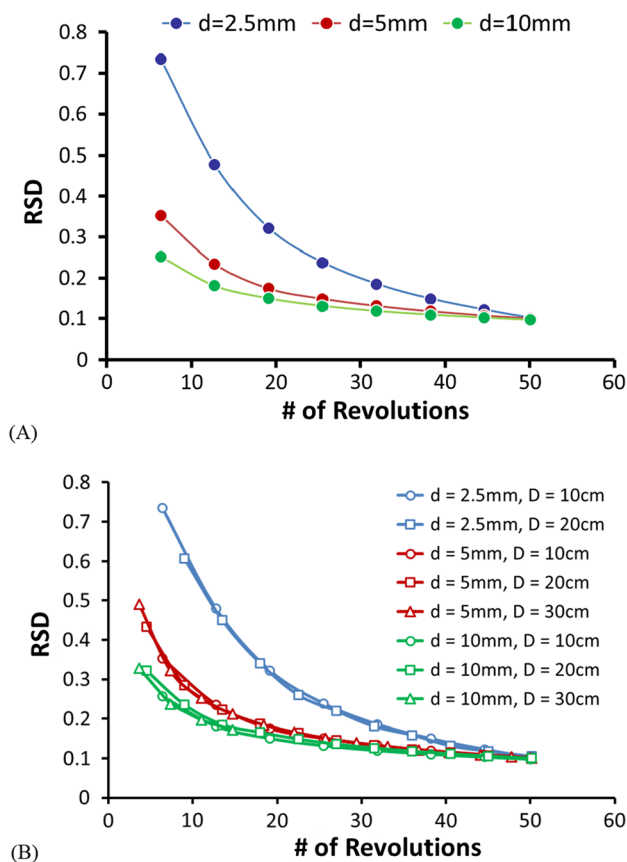 d=2.5mm d=5mm d=10mm
0.8
0.7
0.6
0.5
0.4
0.3
0.2
0.1
0
RSD
0 10 20 30 40 50 60
# of Revolutions
(A)
0.8
0.7
0.6
0.5
0.4
0.3
0.2
0.1
0
RSD
d = 2.5mm, D = 10cm
d = 2.5mm, D = 20cm
d = 5mm, D = 10cm
d = 5mm, D = 20cm
d = 5mm, D = 30cm
d = 10mm, D = 10cm
d = 10mm, D = 20cm
d = 10mm, D = 30cm
0 10 20 30 40 50 60
# of Revolutions
(B)